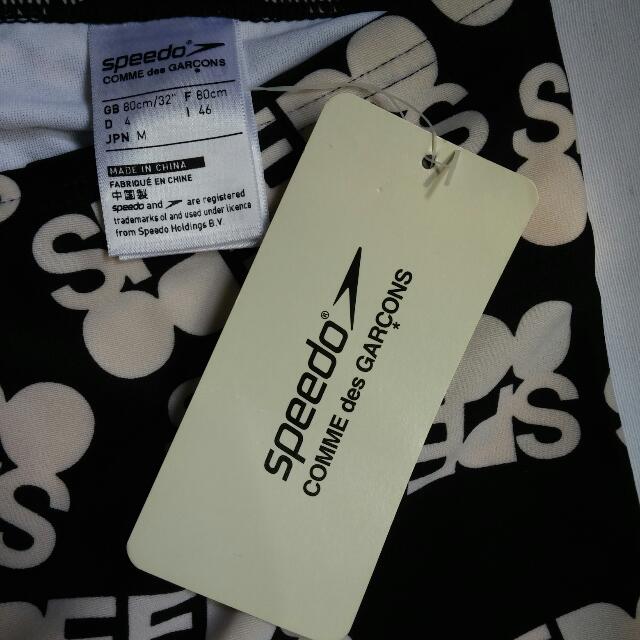 speedo
COMME des GARÇONS
GB 80cm/32" F 80cm
D 4 I 46
JPN M
MADE IN CHINA
FABRIQUÉ EN CHINE
中国製
speedo and are registered
trademarks of and used under licence
from Speedo Holdings B.V.
speedo®
COMME des GARÇONS